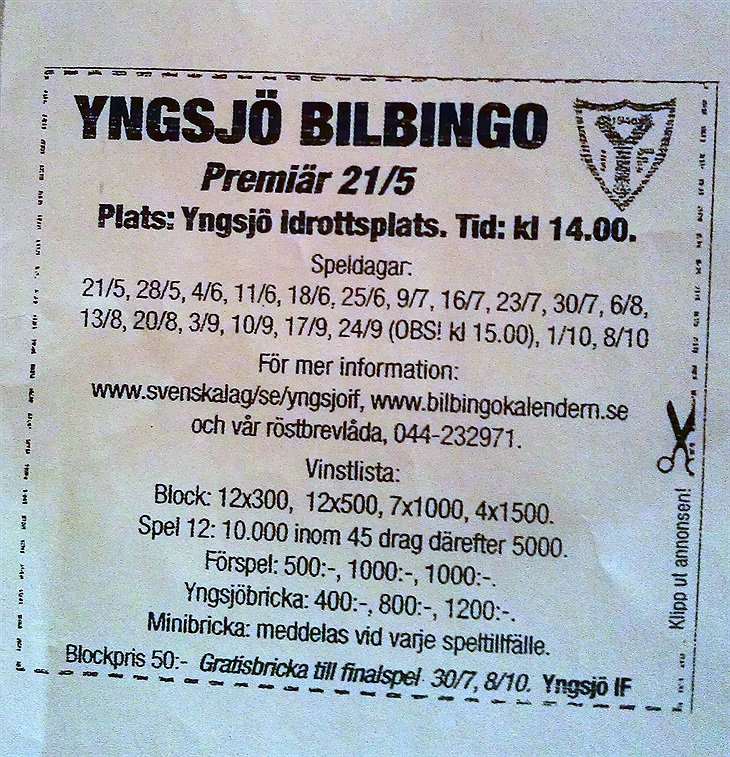 YNGSJÖ BILBINGO
Premiär 21/5
Plats: Yngsjö Idrottsplats. Tid: kl 14.00.
Speldagar:
21/5, 28/5, 4/6, 11/6, 18/6, 25/6, 9/7, 16/7, 23/7, 30/7, 6/8,
13/8, 20/8, 3/9, 10/9, 17/9, 24/9 (OBS! kl 15.00), 1/10, 8/10
För mer information:
www.svenskalag/se/yngsjoif, www.bilbingokalendern.se
och vår röstbrevlåda, 044-232971.
Vinstlista:
Block: 12x300, 12x500, 7x1000, 4x1500.
Spel 12: 10.000 inom 45 drag därefter 5000.
Förspel: 500:-, 1000:-, 1000:-.
Yngsjöbricka: 400:-, 800:-, 1200:-.
Minibricka: meddelas vid varje speltillfälle.
Blockpris 50:- Gratisbricka till finalspel 30/7, 8/10. Yngsjö IF
Klipp ut annonsen!